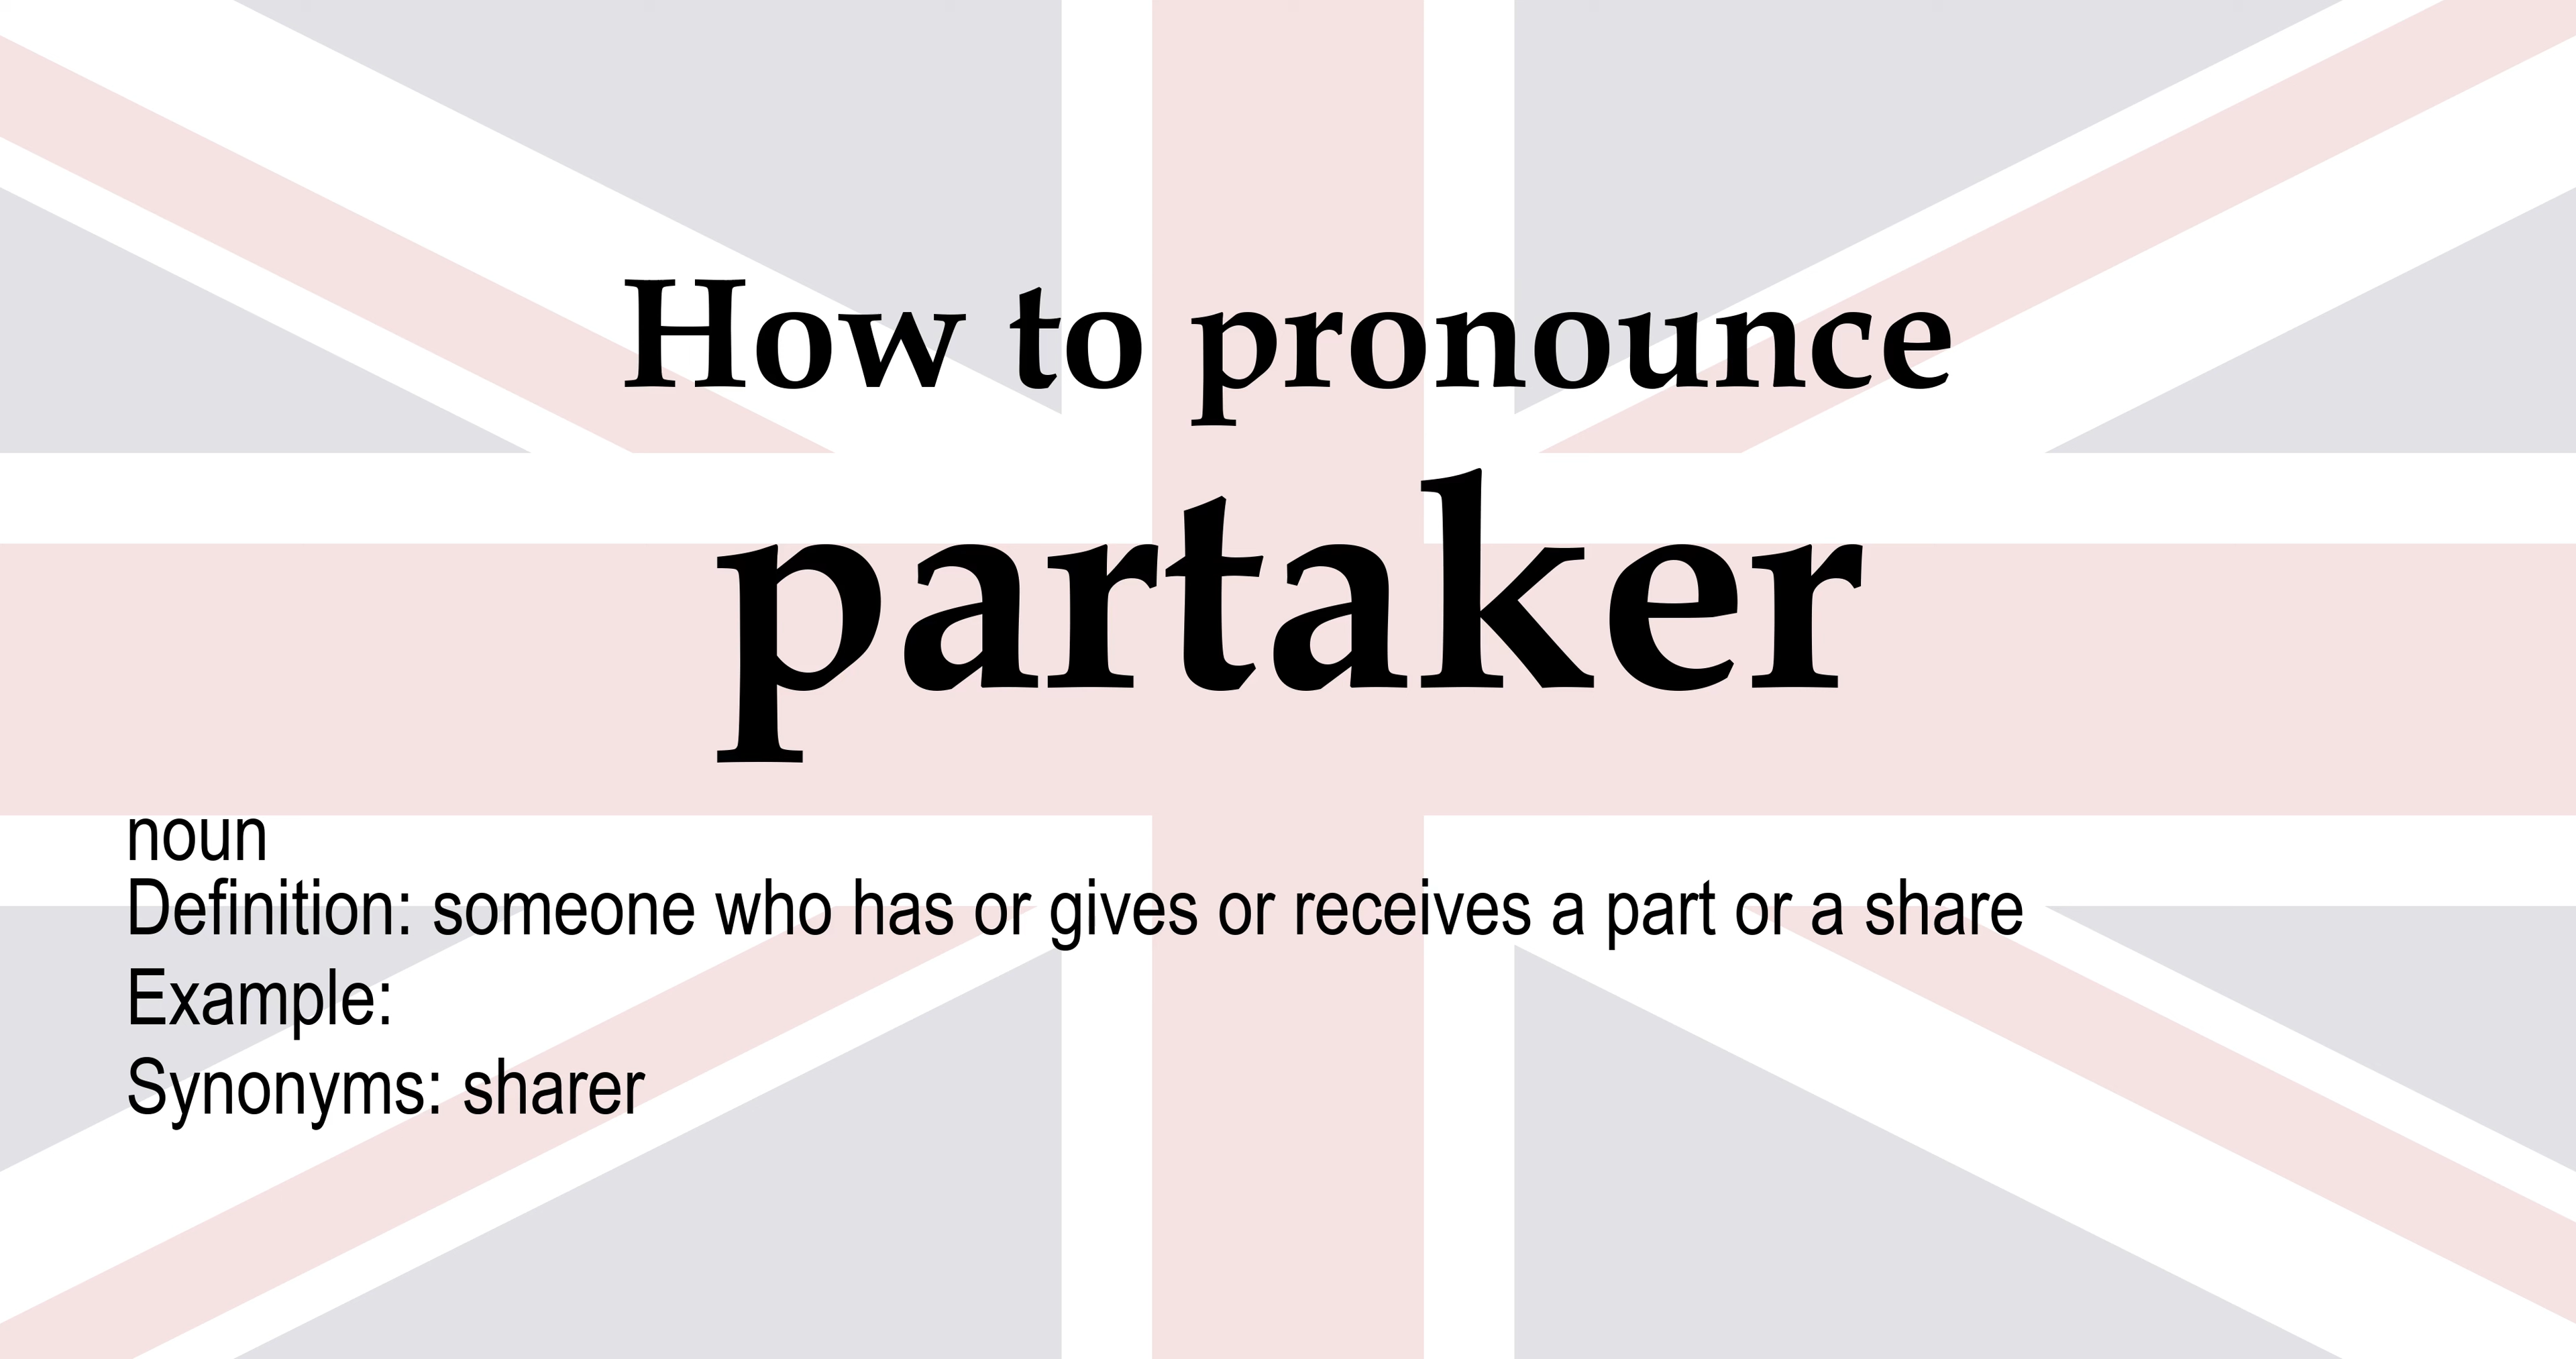 How to pronounce
partaker
noun
Definition: someone who has or gives or receives a part or a share
Example:
Synonyms: sharer